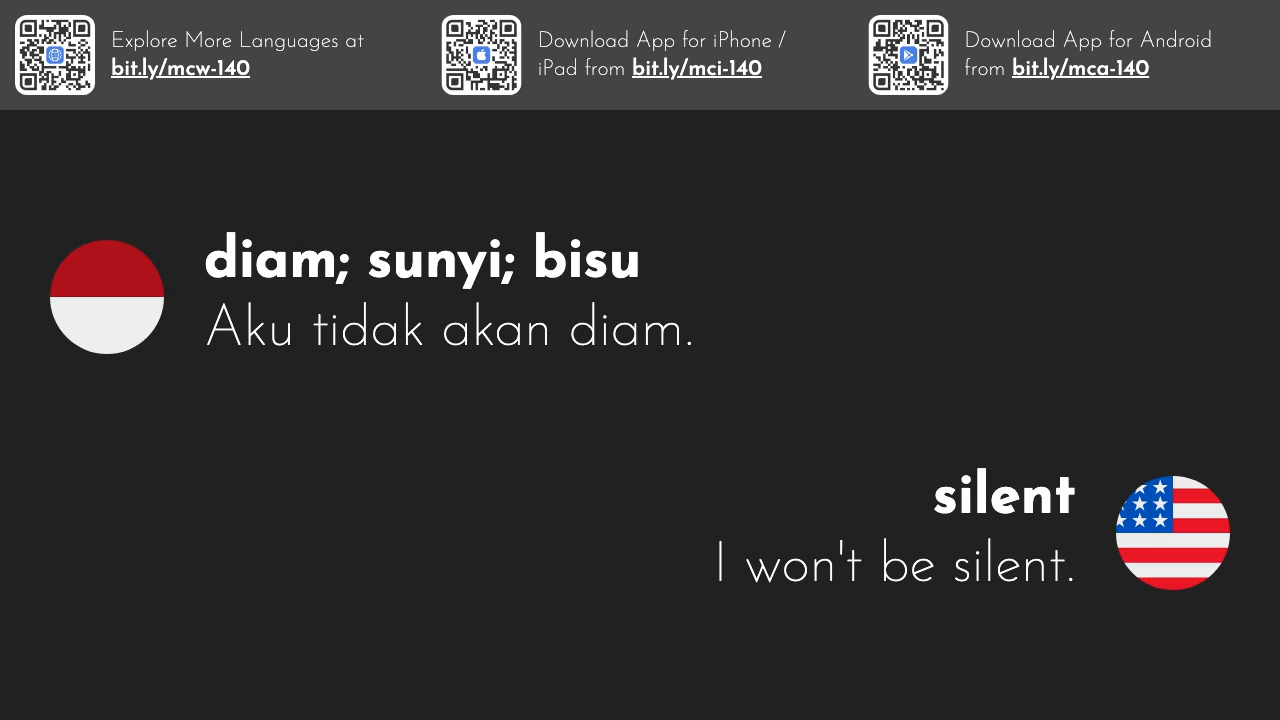 Explore More Languages at
bit.ly/mcw-140
Download App for iPhone /
iPad from bit.ly/mci-140
Download App for Android
from bit.ly/mca-140
diam; sunyi; bisu
Aku tidak akan diam.
silent
I won't be silent.